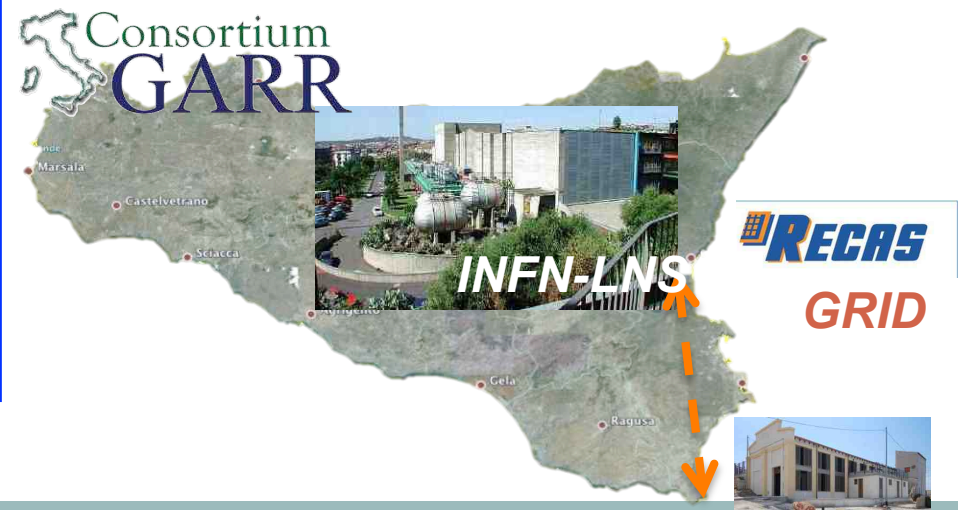 Consortium
GARR
Marsala
Castelvetrano
Sciacca
INFN-LNS
RECAS
GRID
Agrigento
Gela
Ragusa